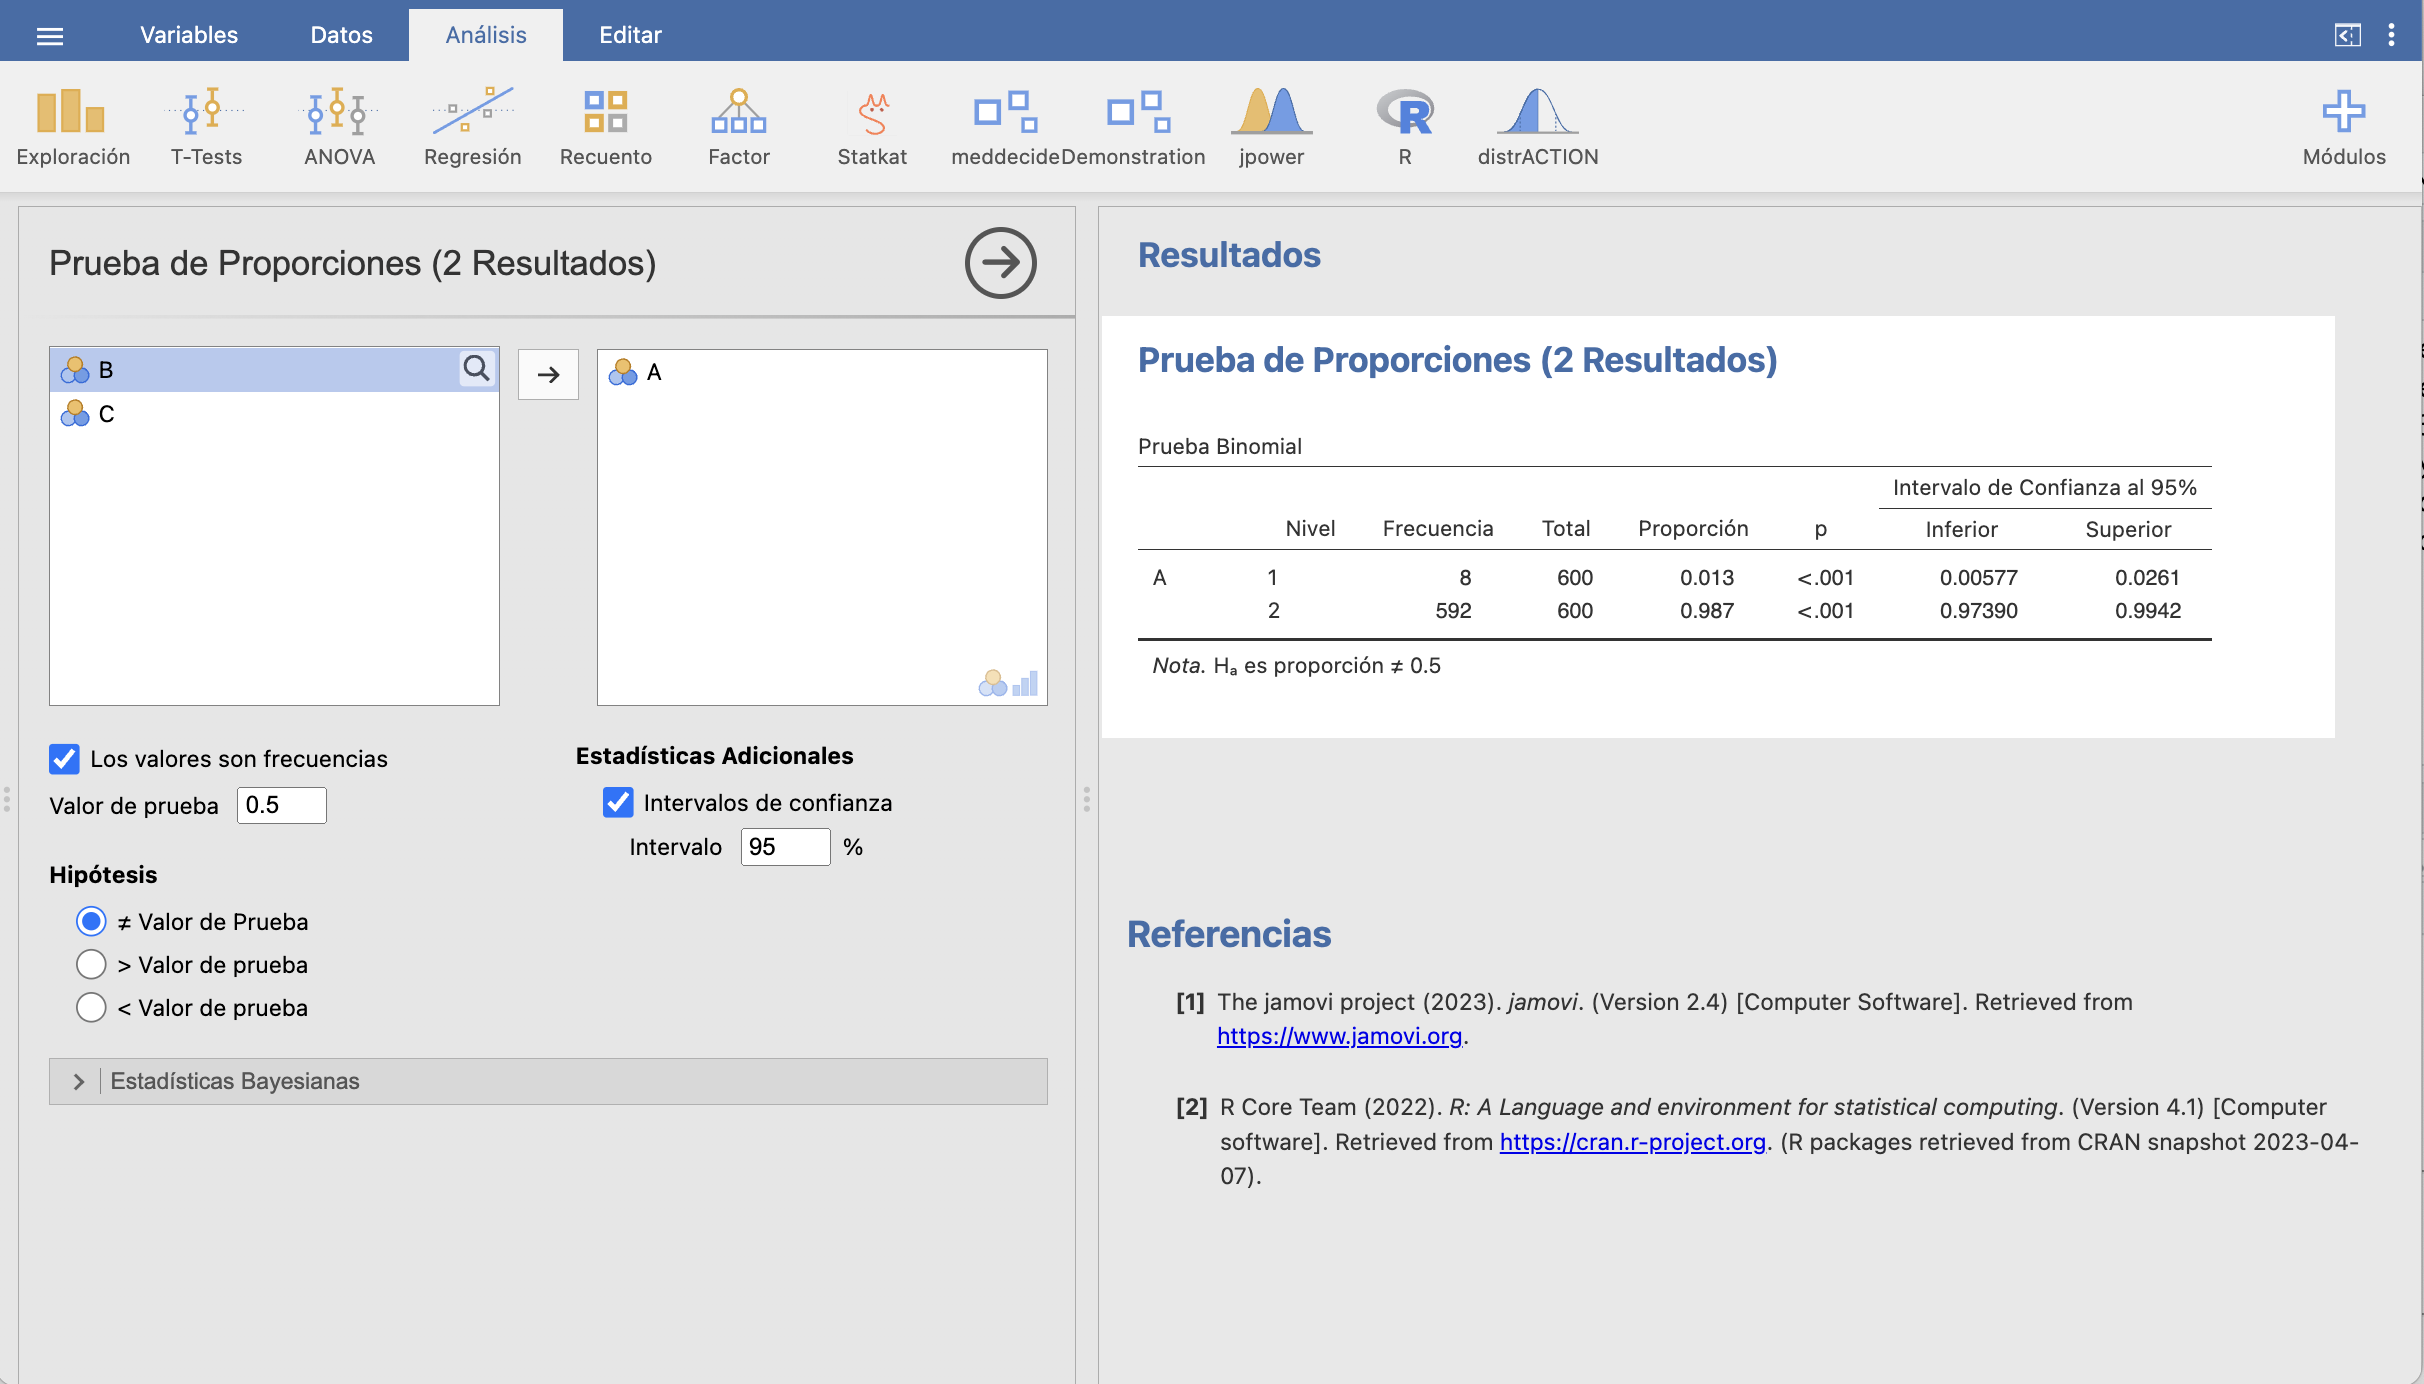 Variables Datos Análisis Editar
Exploración T-Tests ANOVA Regresión Recuento Factor Statkat meddecide Demonstration jpower R distrACTION Módulos
Prueba de Proporciones (2 Resultados)
B
C
A
Los valores son frecuencias
Valor de prueba 0.5
Hipótesis
≠ Valor de Prueba
> Valor de prueba
< Valor de prueba
Estadísticas Adicionales
Intervalos de confianza
Intervalo 95 %
Estadísticas Bayesianas
Resultados
Prueba de Proporciones (2 Resultados)
Prueba Binomial
Intervalo de Confianza al 95%
Nivel Frecuencia Total Proporción p Inferior Superior
A 1 8 600 0.013 <.001 0.00577 0.0261
2 592 600 0.987 <.001 0.97390 0.9942
Nota. Hₐ es proporción ≠ 0.5
Referencias
[1] The jamovi project (2023). jamovi. (Version 2.4) [Computer Software]. Retrieved from
https://www.jamovi.org.
[2] R Core Team (2022). R: A Language and environment for statistical computing. (Version 4.1) [Computer
software]. Retrieved from https://cran.r-project.org. (R packages retrieved from CRAN snapshot 2023-04-
07).